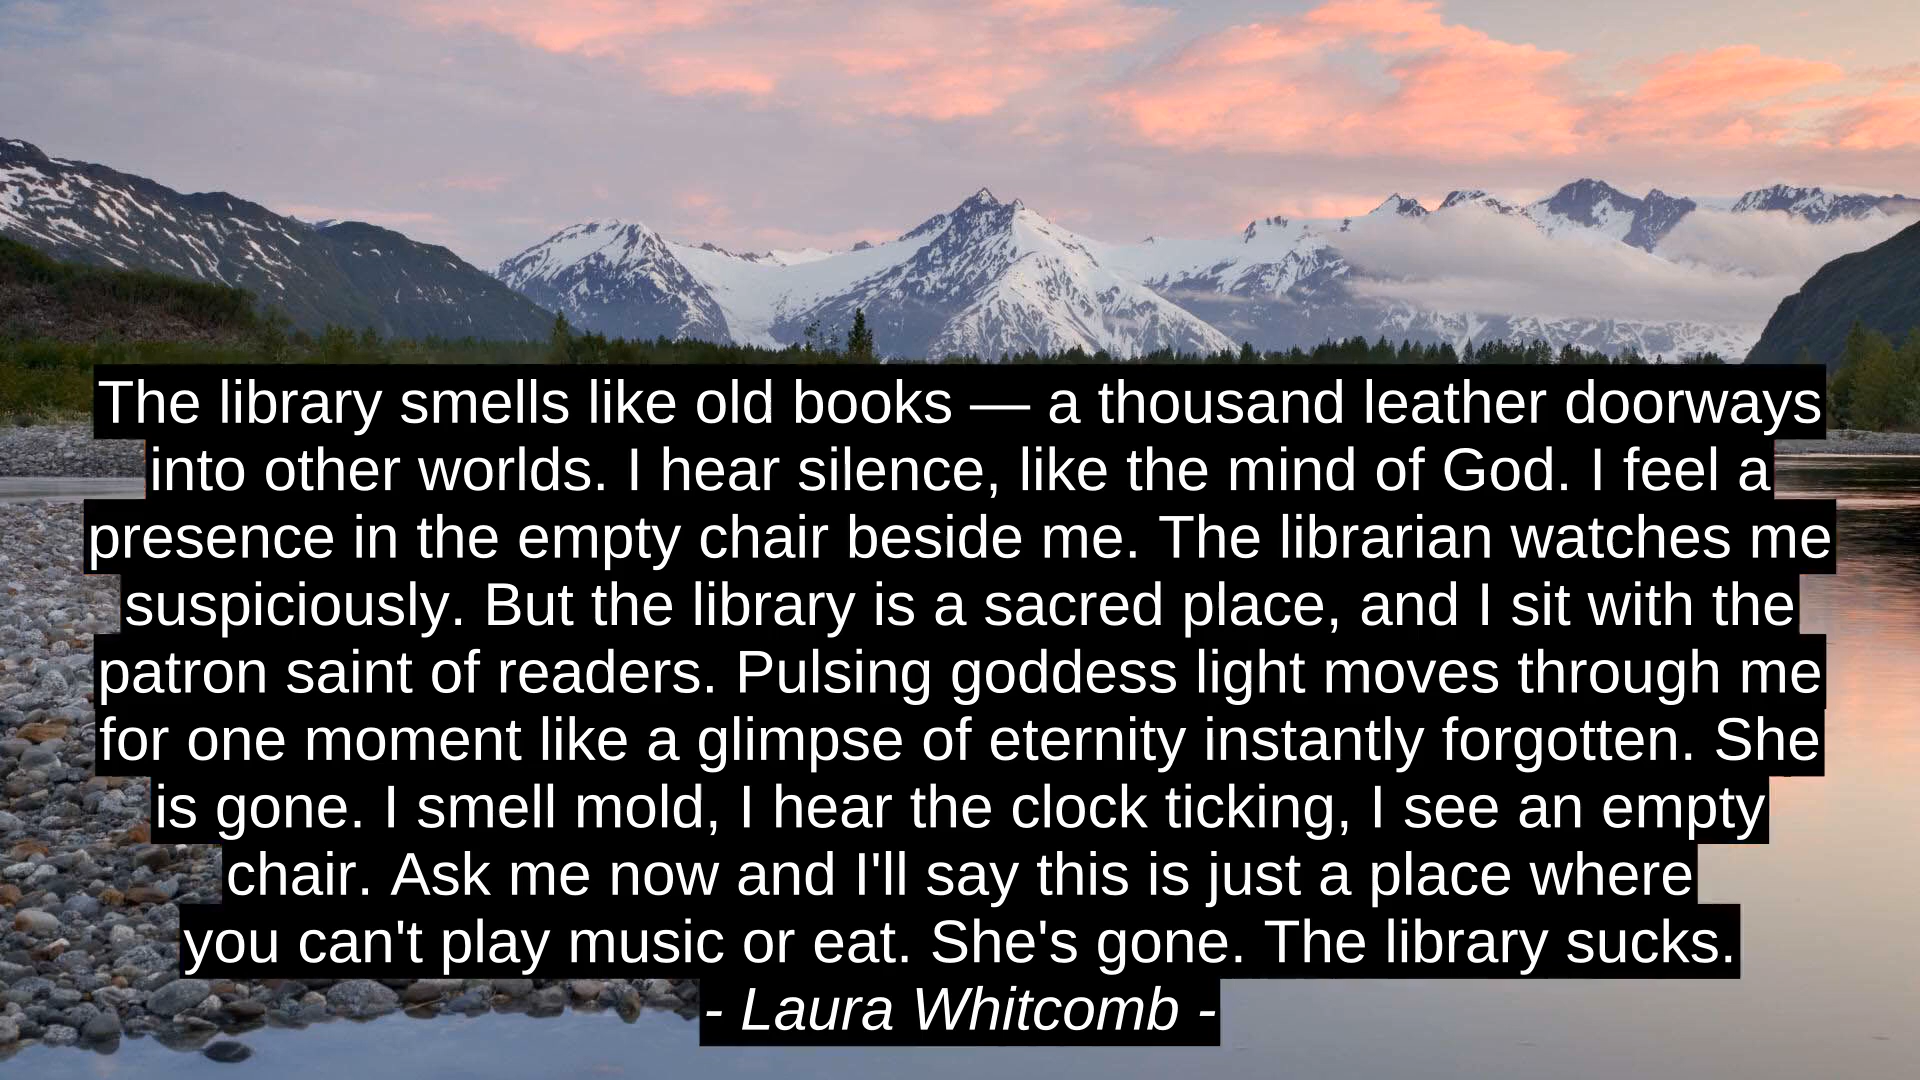 The library smells like old books — a thousand leather doorways
into other worlds. I hear silence, like the mind of God. I feel a
presence in the empty chair beside me. The librarian watches me
suspiciously. But the library is a sacred place, and I sit with the
patron saint of readers. Pulsing goddess light moves through me
for one moment like a glimpse of eternity instantly forgotten. She
is gone. I smell mold, I hear the clock ticking, I see an empty
chair. Ask me now and I'll say this is just a place where
you can't play music or eat. She's gone. The library sucks.
- Laura Whitcomb -